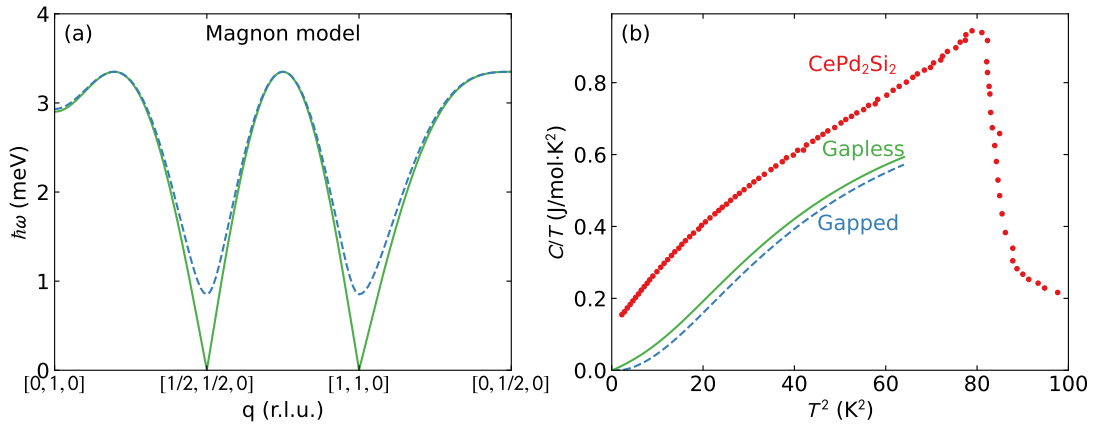 (a)
Magnon model
4
3
2
1
0
ħω (meV)
[0, 1, 0]
[1/2, 1/2, 0]
[1, 1, 0]
[0, 1/2, 0]
q (r.l.u.)
(b)
CePd₂Si₂
Gapless
Gapped
0.8
0.6
0.4
0.2
0.0
C/T (J/mol·K²)
0
20
40
60
80
100
T² (K²)